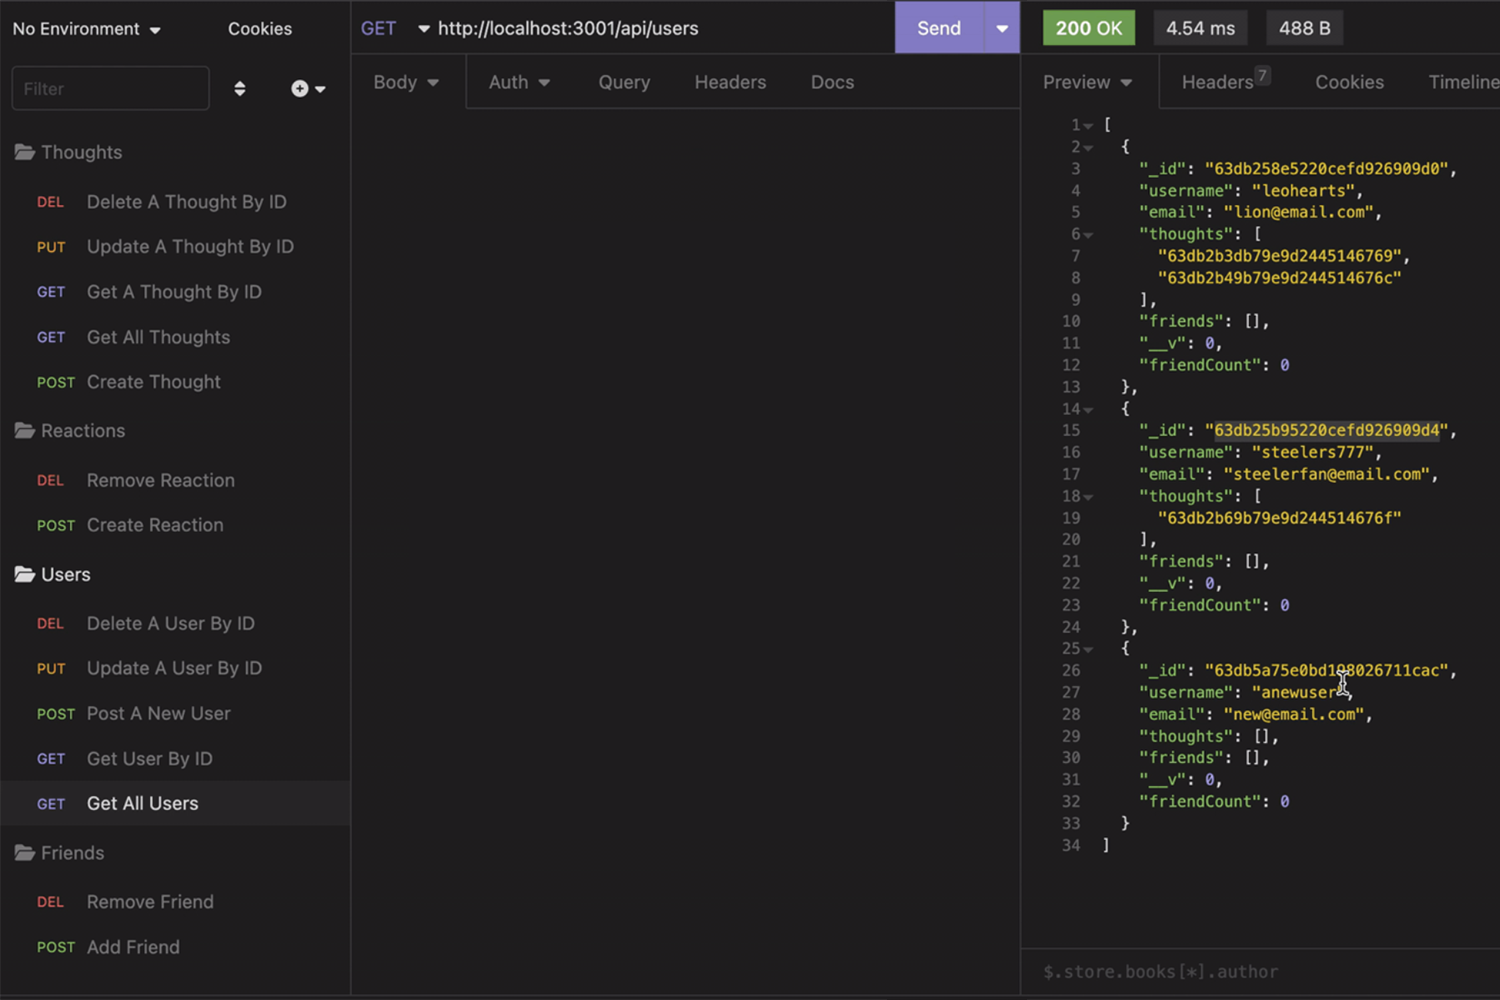 No Environment
Cookies
Filter
Thoughts
DEL Delete A Thought By ID
PUT Update A Thought By ID
GET Get A Thought By ID
GET Get All Thoughts
POST Create Thought
Reactions
DEL Remove Reaction
POST Create Reaction
Users
DEL Delete A User By ID
PUT Update A User By ID
POST Post A New User
GET Get User By ID
GET Get All Users
Friends
DEL Remove Friend
POST Add Friend
GET http://localhost:3001/api/users Send
Body Auth Query Headers Docs
200 OK 4.54 ms 488 B
Preview Headers 7 Cookies Timeline
1 [
2 {
3 "_id": "63db258e5220cefd926909d0",
4 "username": "leohearts",
5 "email": "lion@email.com",
6 "thoughts": [
7 "63db2b3db79e9d2445146769",
8 "63db2b49b79e9d244514676c"
9 ],
10 "friends": [],
11 "__v": 0,
12 "friendCount": 0
13 },
14 {
15 "_id": "63db25b95220cefd926909d4",
16 "username": "steelers777",
17 "email": "steelerfan@email.com",
18 "thoughts": [
19 "63db2b69b79e9d244514676f"
20 ],
21 "friends": [],
22 "__v": 0,
23 "friendCount": 0
24 },
25 {
26 "_id": "63db5a75e0bd198026711cac",
27 "username": "anewuser",
28 "email": "new@email.com",
29 "thoughts": [],
30 "friends": [],
31 "__v": 0,
32 "friendCount": 0
33 }
34 ]
$.store.books[*].author